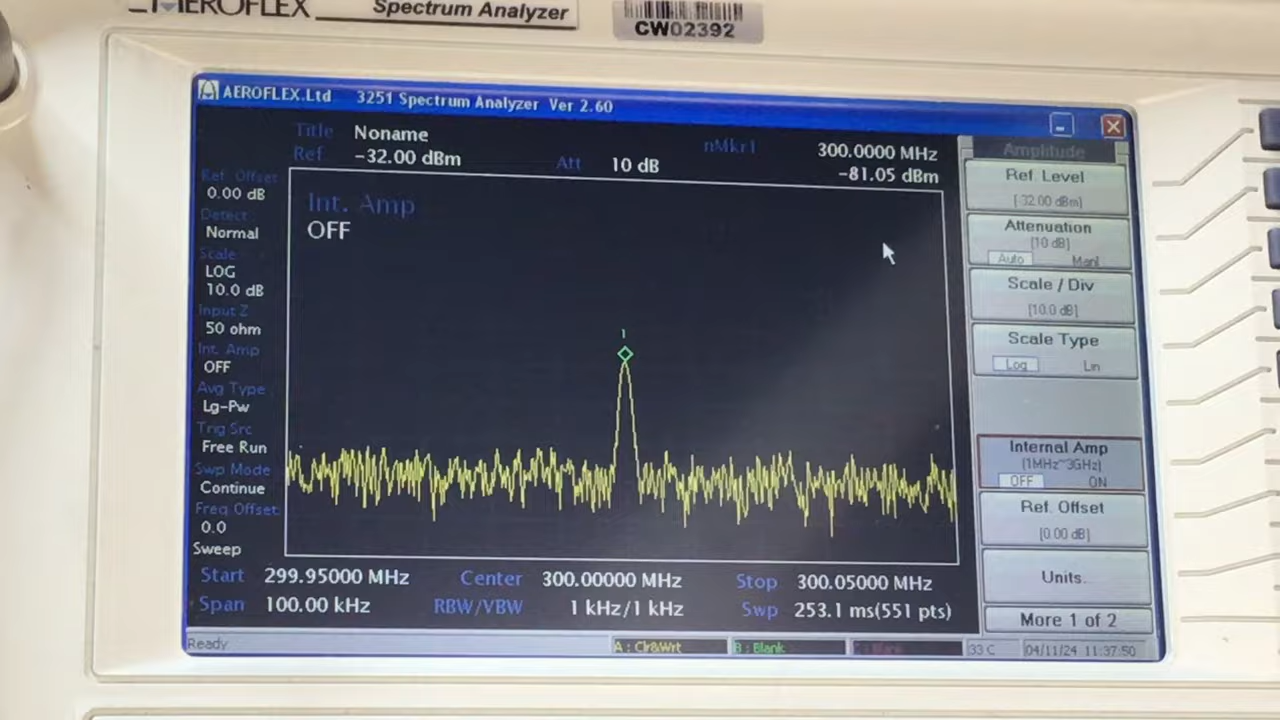 AEROFLEX
Spectrum Analyzer
CW02392
AEROFLEX.Ltd 3251 Spectrum Analyzer Ver 2.60
Title Noname
Ref -32.00 dBm
Att 10 dB
nMkr1 300.0000 MHz
-81.05 dBm
Ref. Offset
0.00 dB
Detect
Normal
Scale
LOG
10.0 dB
Input Z
50 ohm
Int. Amp
OFF
Avg Type
Lg-Pw
Trig Src
Free Run
Swp Mode
Continue
Freq Offset
0.0
Sweep
Int. Amp
OFF
1
Start 299.95000 MHz Center 300.00000 MHz Stop 300.05000 MHz
Span 100.00 kHz RBW/VBW 1 kHz/1 kHz Swp 253.1 ms(551 pts)
Amplitude
Ref. Level
[-32.00 dBm]
Attenuation
[10 dB]
Auto Manl
Scale / Div
[10.0 dB]
Scale Type
Log Lin
Internal Amp
(1MHz~3GHz)
OFF ON
Ref. Offset
[0.00 dB]
Units.
More 1 of 2
Ready
A : Clr&Wrt
B : Blank
33 C
04/11/24 11:37:50